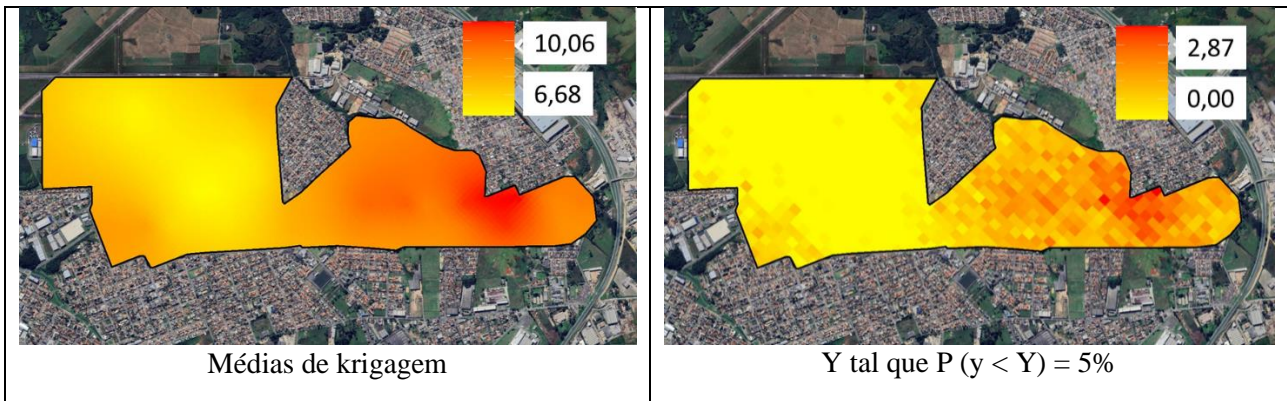 10,06
6,68
2,87
0,00
Médias de krigagem
Y tal que P (y < Y) = 5%